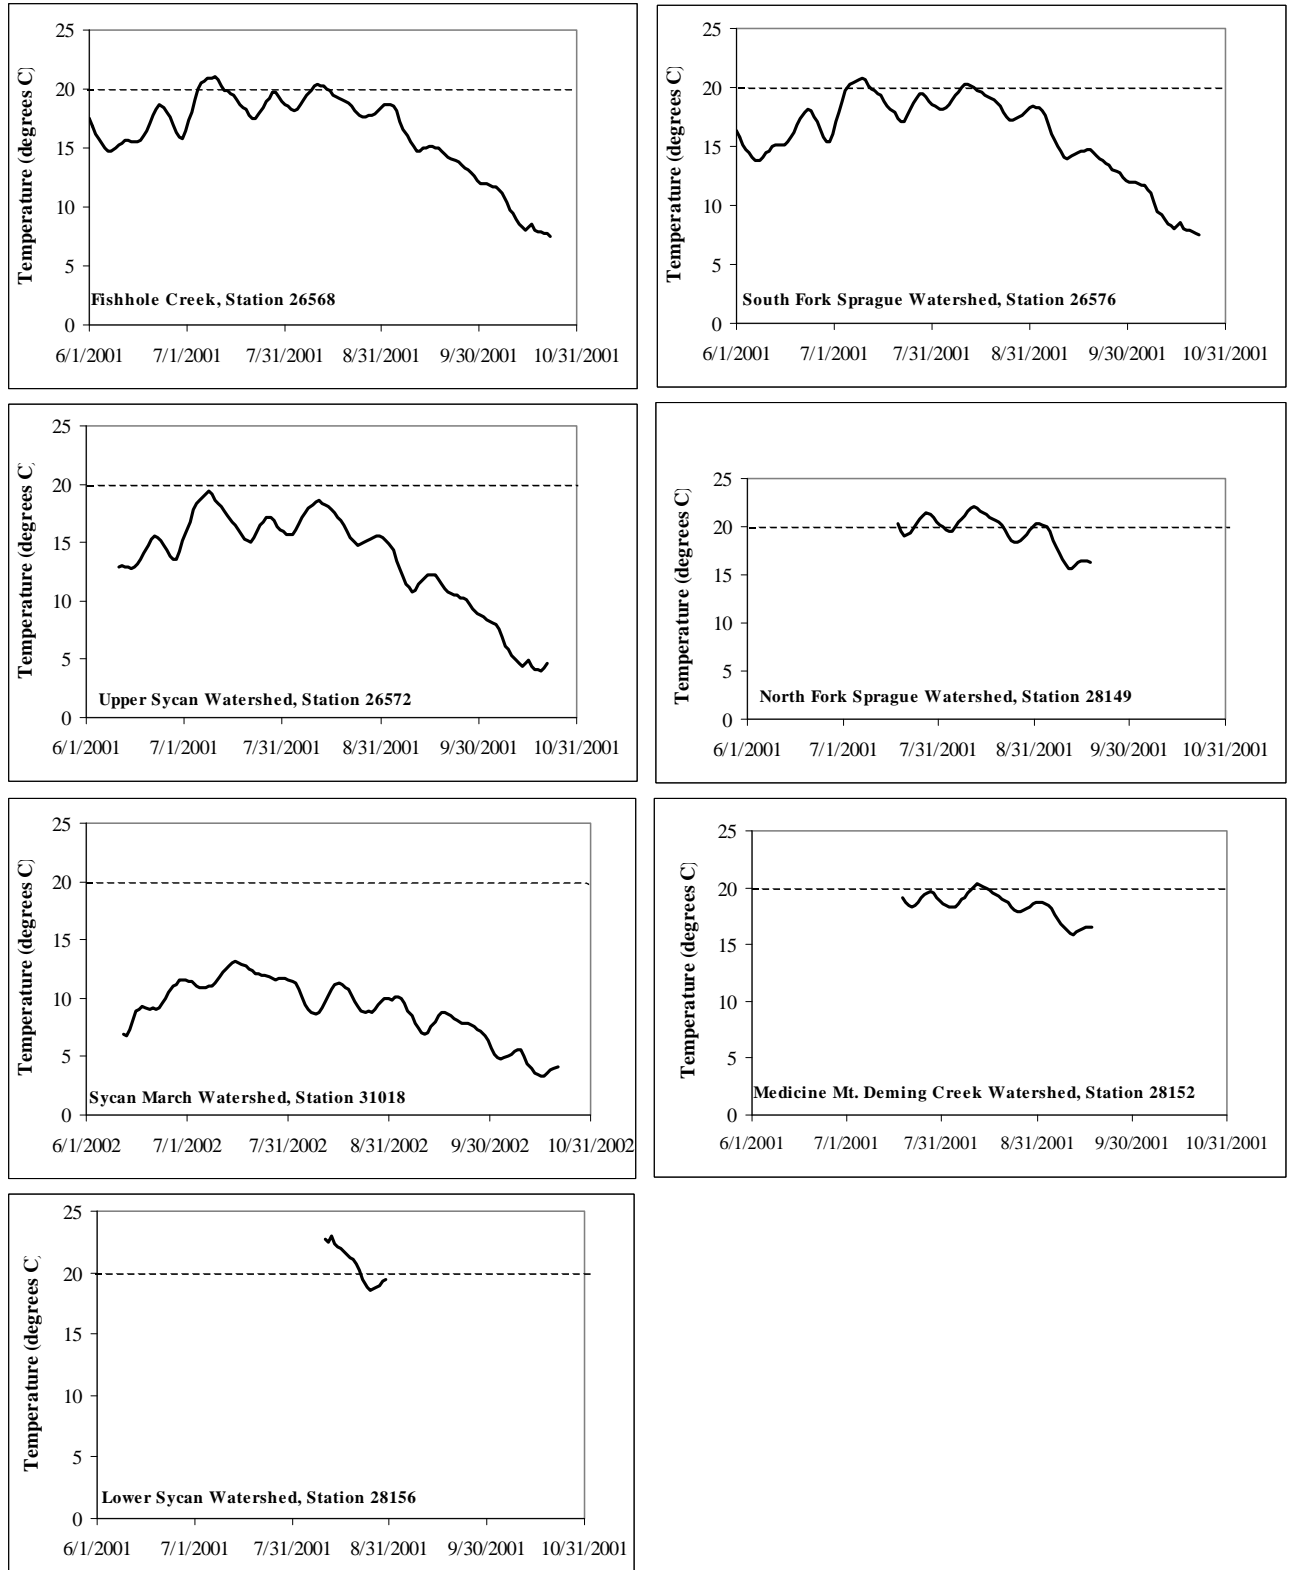 25
20
15
10
5
0
Temperature (degrees C)
Fishhole Creek, Station 26568
6/1/2001 7/1/2001 7/31/2001 8/31/2001 9/30/2001 10/31/2001
25
20
15
10
5
0
Temperature (degrees C)
South Fork Sprague Watershed, Station 26576
6/1/2001 7/1/2001 7/31/2001 8/31/2001 9/30/2001 10/31/2001
25
20
15
10
5
0
Temperature (degrees C)
Upper Sycan Watershed, Station 26572
6/1/2001 7/1/2001 7/31/2001 8/31/2001 9/30/2001 10/31/2001
25
20
15
10
5
0
Temperature (degrees C)
North Fork Sprague Watershed, Station 28149
6/1/2001 7/1/2001 7/31/2001 8/31/2001 9/30/2001 10/31/2001
25
20
15
10
5
0
Temperature (degrees C)
Sycan March Watershed, Station 31018
6/1/2002 7/1/2002 7/31/2002 8/31/2002 9/30/2002 10/31/2002
25
20
15
10
5
0
Temperature (degrees C)
Medicine Mt. Deming Creek Watershed, Station 28152
6/1/2001 7/1/2001 7/31/2001 8/31/2001 9/30/2001 10/31/2001
25
20
15
10
5
0
Temperature (degrees C)
Lower Sycan Watershed, Station 28156
6/1/2001 7/1/2001 7/31/2001 8/31/2001 9/30/2001 10/31/2001